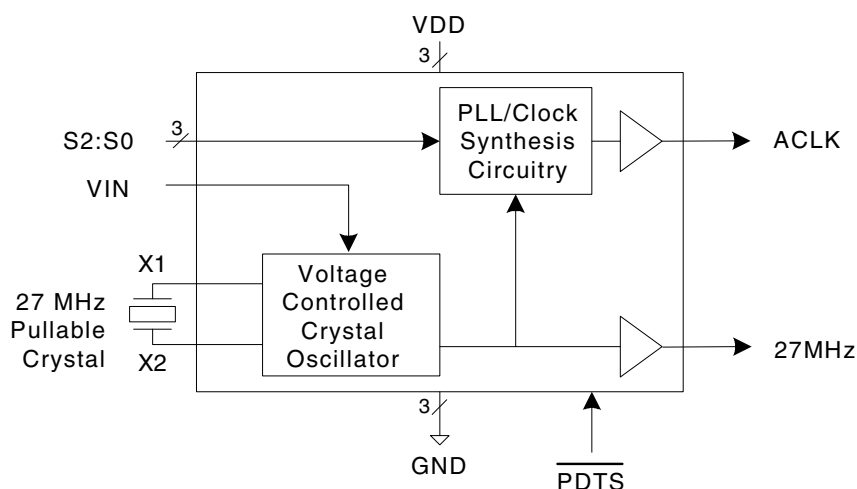 VDD
3
S2:S0
3
PLL/Clock
Synthesis
Circuitry
ACLK
VIN
X1
27 MHz
Pullable
Crystal
X2
Voltage
Controlled
Crystal
Oscillator
27MHz
3
GND
PDTS